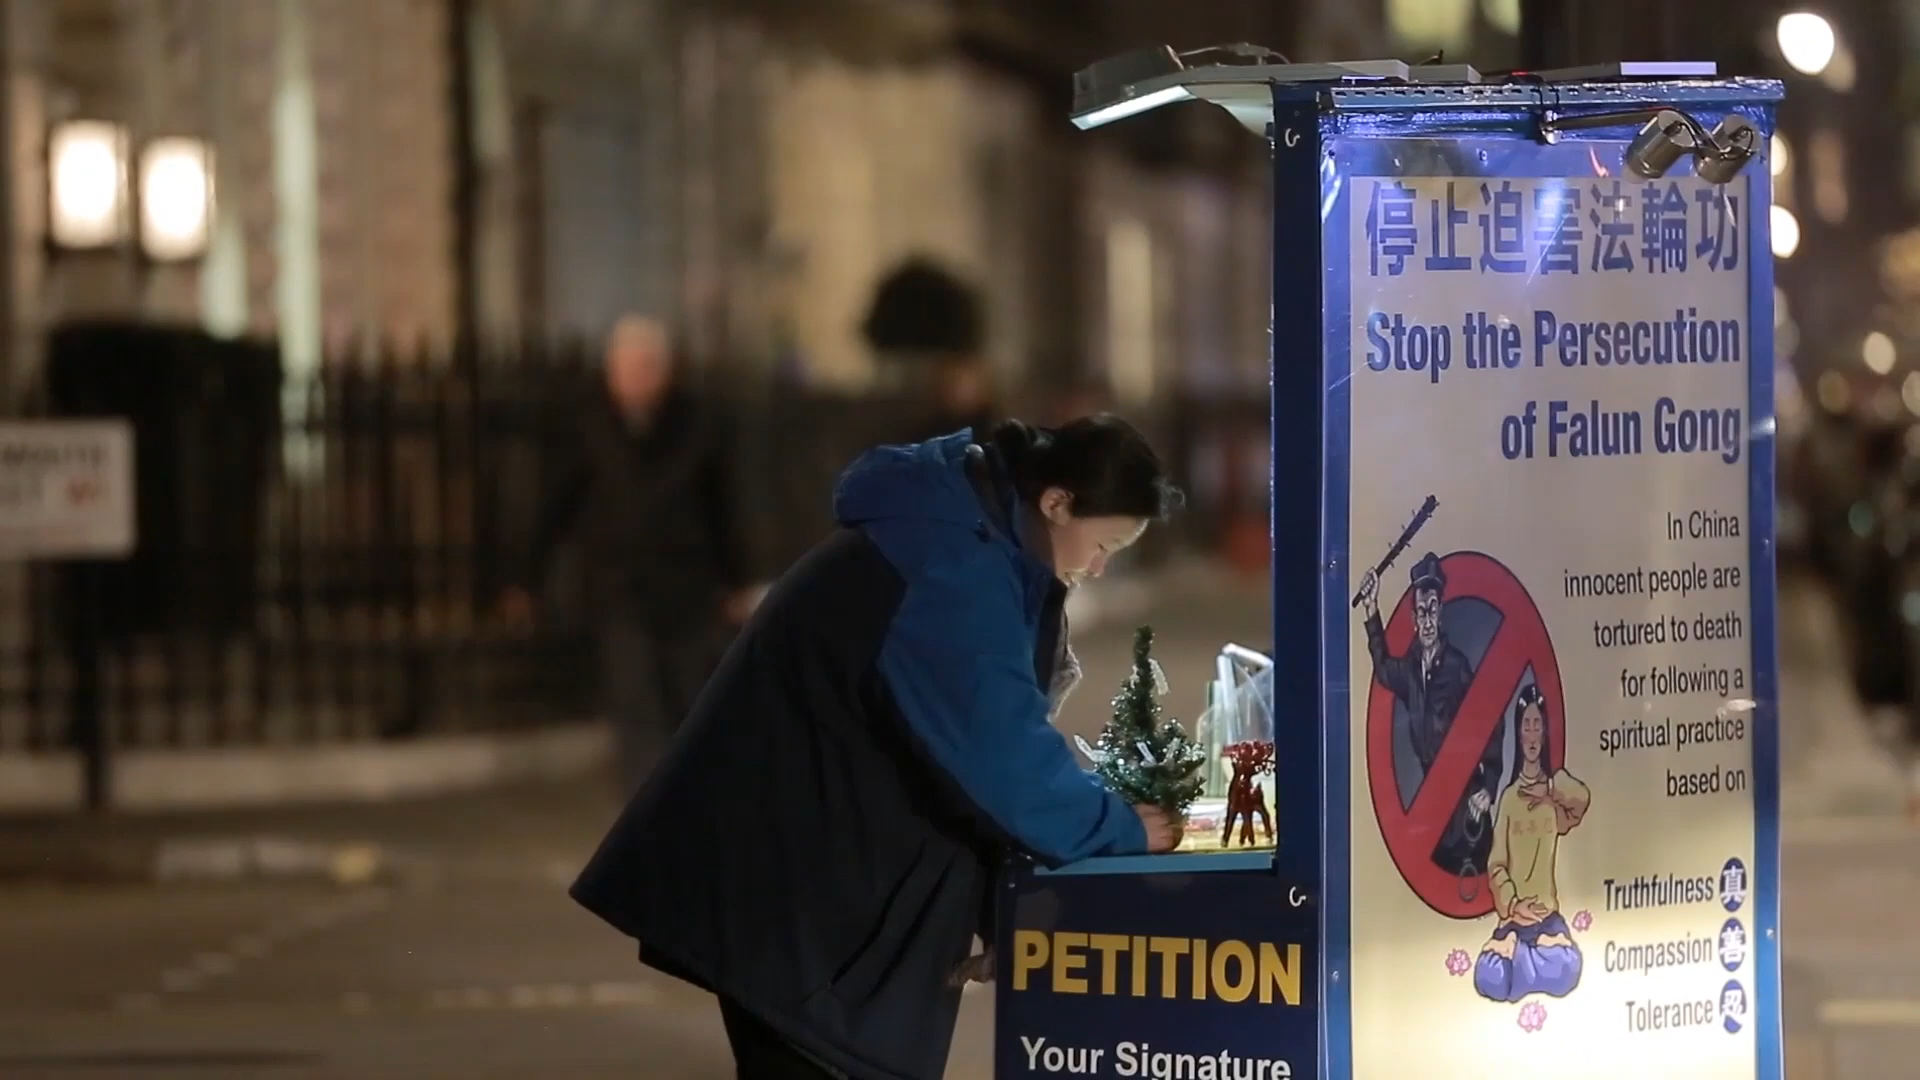 停止迫害法輪功
Stop the Persecution
of Falun Gong
In China
innocent people are
tortured to death
for following a
spiritual practice
based on
Truthfulness 真
Compassion 善
Tolerance 忍
PETITION
Your Signature